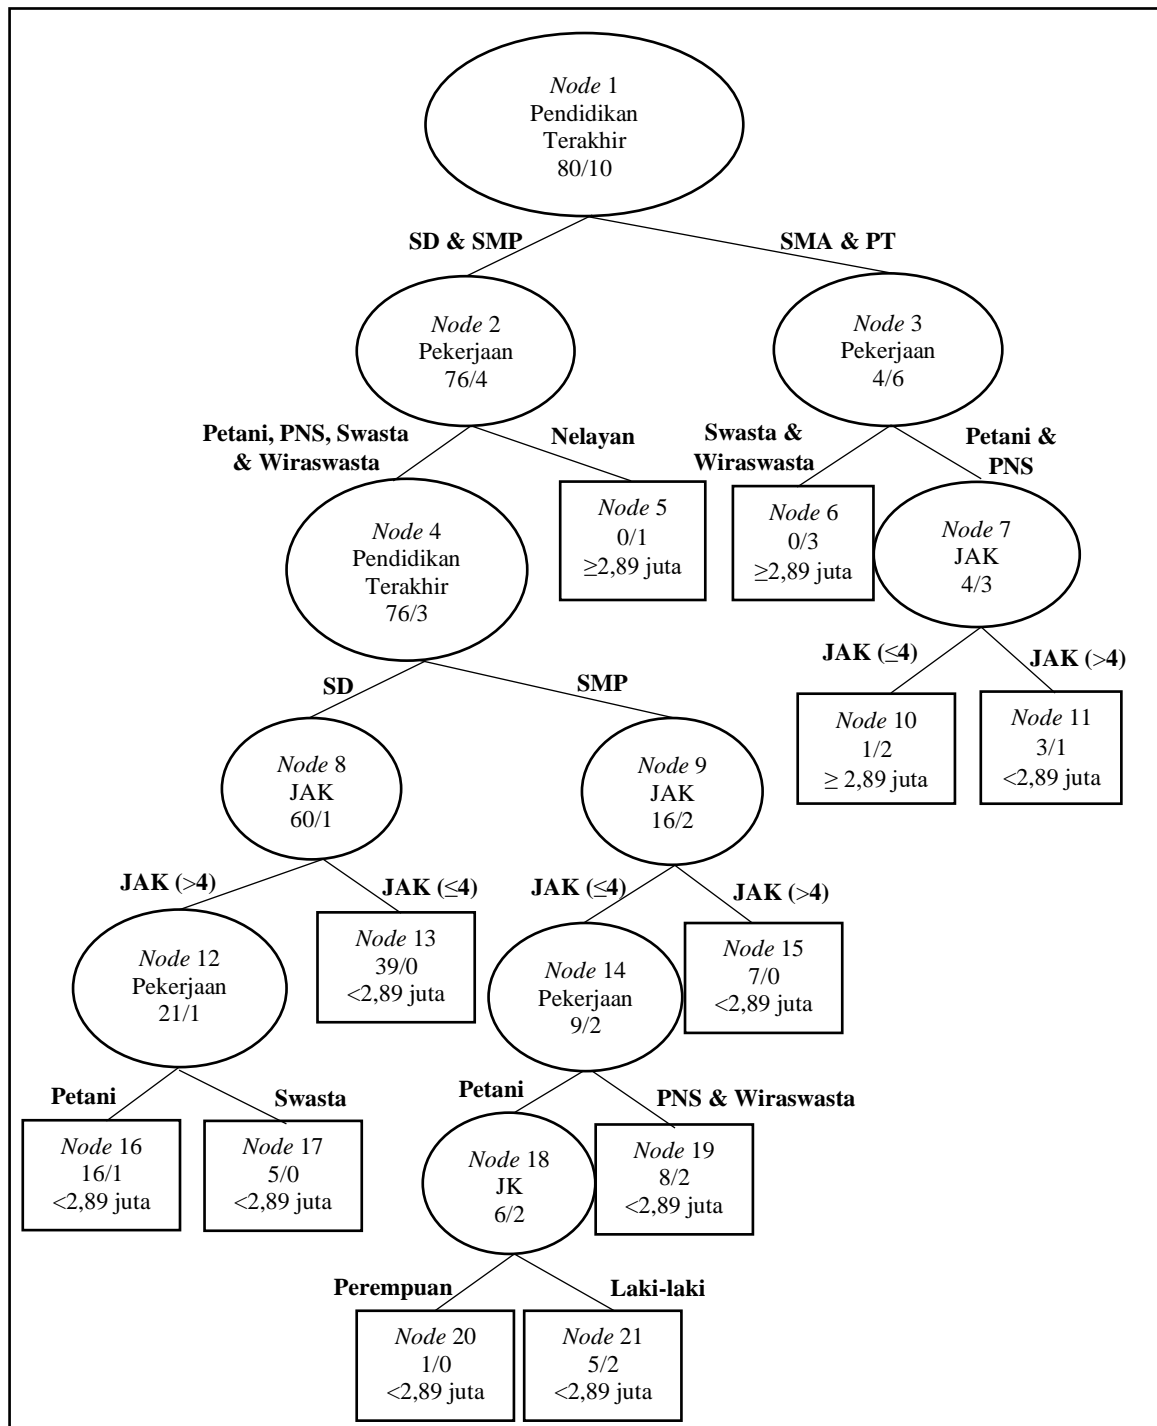 Node 1
Pendidikan
Terakhir
80/10
SD & SMP
SMA & PT
Node 2
Pekerjaan
76/4
Node 3
Pekerjaan
4/6
Petani, PNS, Swasta
& Wiraswasta
Nelayan
Swasta &
Wiraswasta
Petani &
PNS
Node 4
Pendidikan
Terakhir
76/3
Node 5
0/1
≥2,89 juta
Node 6
0/3
≥2,89 juta
Node 7
JAK
4/3
SD
SMP
JAK (≤4)
JAK (>4)
Node 8
JAK
60/1
Node 9
JAK
16/2
Node 10
1/2
≥ 2,89 juta
Node 11
3/1
<2,89 juta
JAK (>4)
JAK (≤4)
JAK (≤4)
JAK (>4)
Node 12
Pekerjaan
21/1
Node 13
39/0
<2,89 juta
Node 14
Pekerjaan
9/2
Node 15
7/0
<2,89 juta
Petani
Swasta
Petani
PNS & Wiraswasta
Node 16
16/1
<2,89 juta
Node 17
5/0
<2,89 juta
Node 18
JK
6/2
Node 19
8/2
<2,89 juta
Perempuan
Laki-laki
Node 20
1/0
<2,89 juta
Node 21
5/2
<2,89 juta